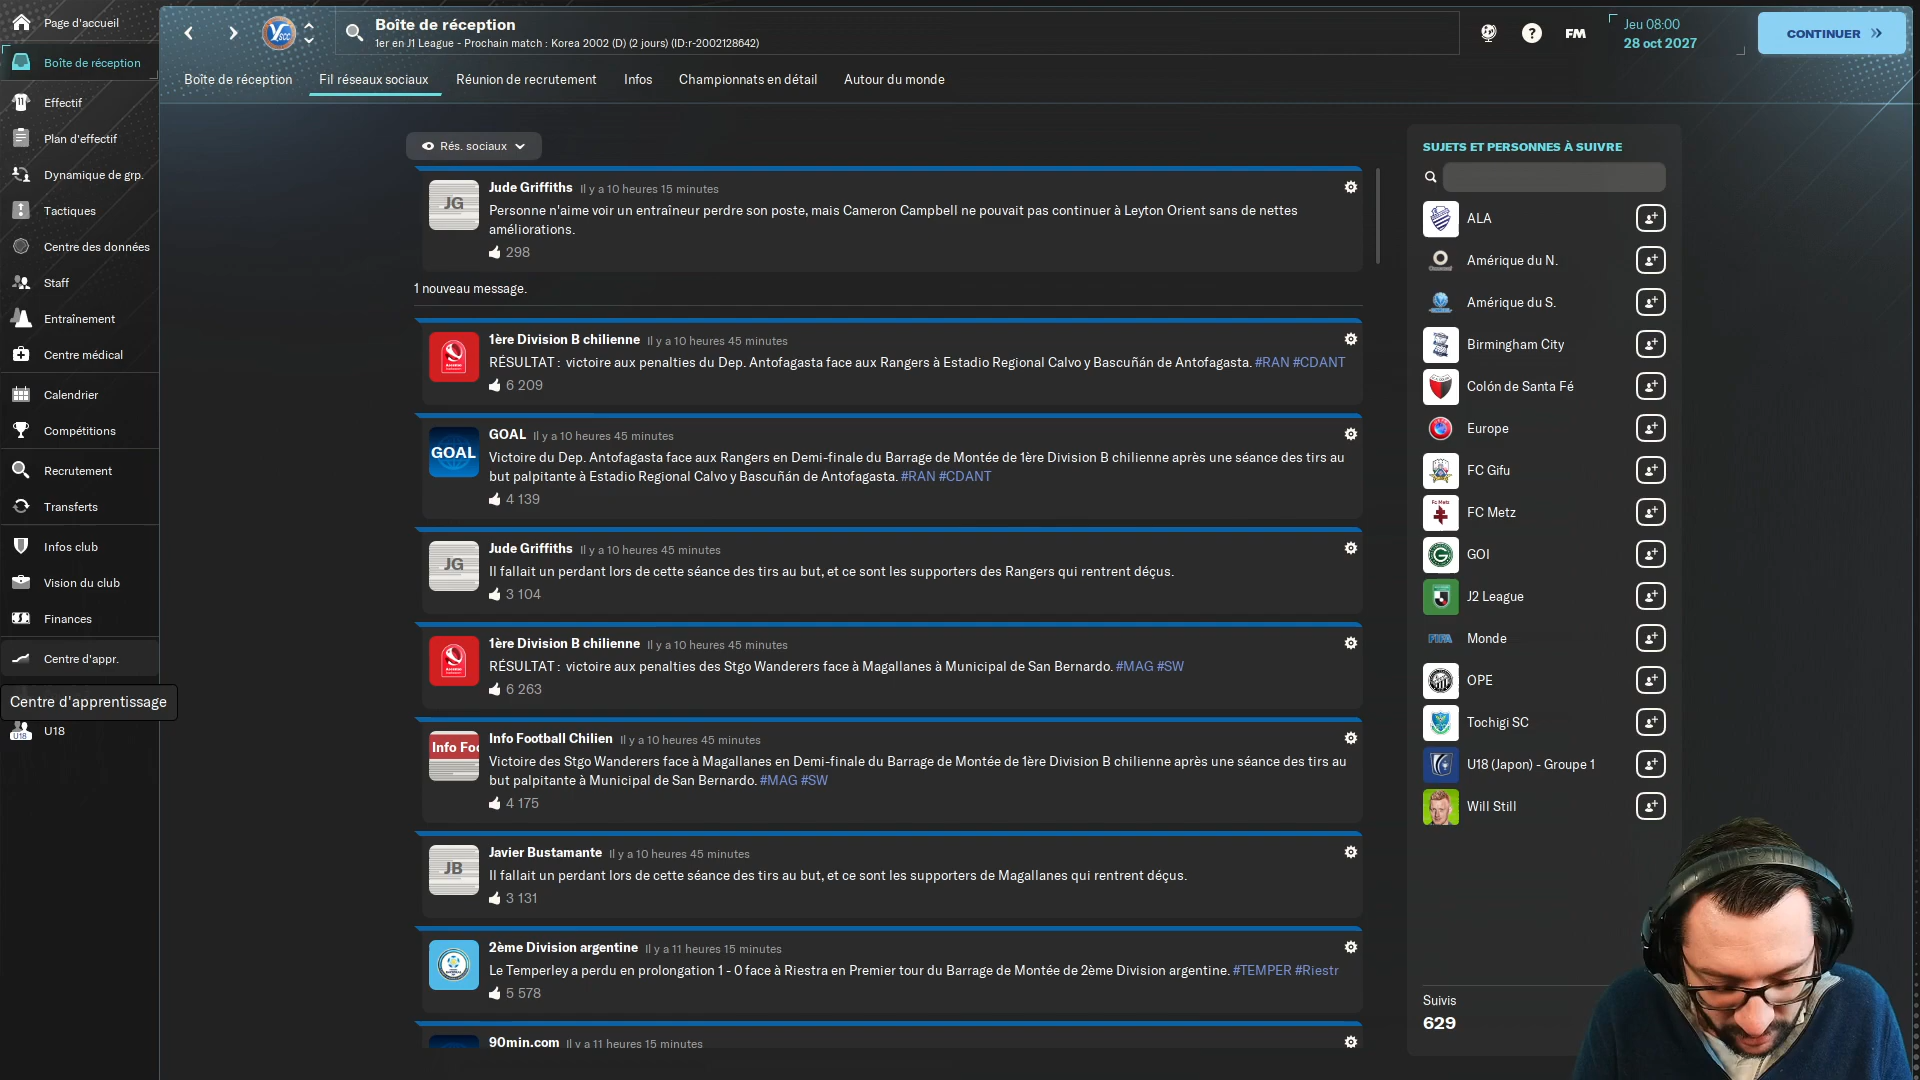 Page d'accueil
Boîte de réception
Effectif
Plan d'effectif
Dynamique de grp.
Tactiques
Centre des données
Staff
Entraînement
Centre médical
Calendrier
Compétitions
Recrutement
Transferts
Infos club
Vision du club
Finances
Centre d'appr.
Centre d'apprentissage
U18
U18
Boîte de réception
1er en J1 League - Prochain match : Korea 2002 (D) (2 jours) (ID:r-2002128642)
FM
Jeu 08:00
28 oct 2027
CONTINUER
Boîte de réception
Fil réseaux sociaux
Réunion de recrutement
Infos
Championnats en détail
Autour du monde
Rés. sociaux
JG
Jude Griffiths Il y a 10 heures 15 minutes
Personne n'aime voir un entraîneur perdre son poste, mais Cameron Campbell ne pouvait pas continuer à Leyton Orient sans de nettes
améliorations.
298
1 nouveau message.
1ère Division B chilienne Il y a 10 heures 45 minutes
RÉSULTAT : victoire aux penalties du Dep. Antofagasta face aux Rangers à Estadio Regional Calvo y Bascuñán de Antofagasta. #RAN #CDANT
6 209
GOAL
GOAL Il y a 10 heures 45 minutes
Victoire du Dep. Antofagasta face aux Rangers en Demi-finale du Barrage de Montée de 1ère Division B chilienne après une séance des tirs au
but palpitante à Estadio Regional Calvo y Bascuñán de Antofagasta. #RAN #CDANT
4 139
JG
Jude Griffiths Il y a 10 heures 45 minutes
Il fallait un perdant lors de cette séance des tirs au but, et ce sont les supporters des Rangers qui rentrent déçus.
3 104
1ère Division B chilienne Il y a 10 heures 45 minutes
RÉSULTAT : victoire aux penalties des Stgo Wanderers face à Magallanes à Municipal de San Bernardo. #MAG #SW
6 263
Info Foo
Info Football Chilien Il y a 10 heures 45 minutes
Victoire des Stgo Wanderers face à Magallanes en Demi-finale du Barrage de Montée de 1ère Division B chilienne après une séance des tirs au
but palpitante à Municipal de San Bernardo. #MAG #SW
4 175
JB
Javier Bustamante Il y a 10 heures 45 minutes
Il fallait un perdant lors de cette séance des tirs au but, et ce sont les supporters de Magallanes qui rentrent déçus.
3 131
2ème Division argentine Il y a 11 heures 15 minutes
Le Temperley a perdu en prolongation 1 - 0 face à Riestra en Premier tour du Barrage de Montée de 2ème Division argentine. #TEMPER #Riestr
5 578
90min.com Il y a 11 heures 15 minutes
SUJETS ET PERSONNES À SUIVRE
ALA
Amérique du N.
Amérique du S.
Birmingham City
Colón de Santa Fé
Europe
FC Gifu
FC Metz
GOI
J2 League
Monde
OPE
Tochigi SC
U18 (Japon) - Groupe 1
Will Still
Suivis
629